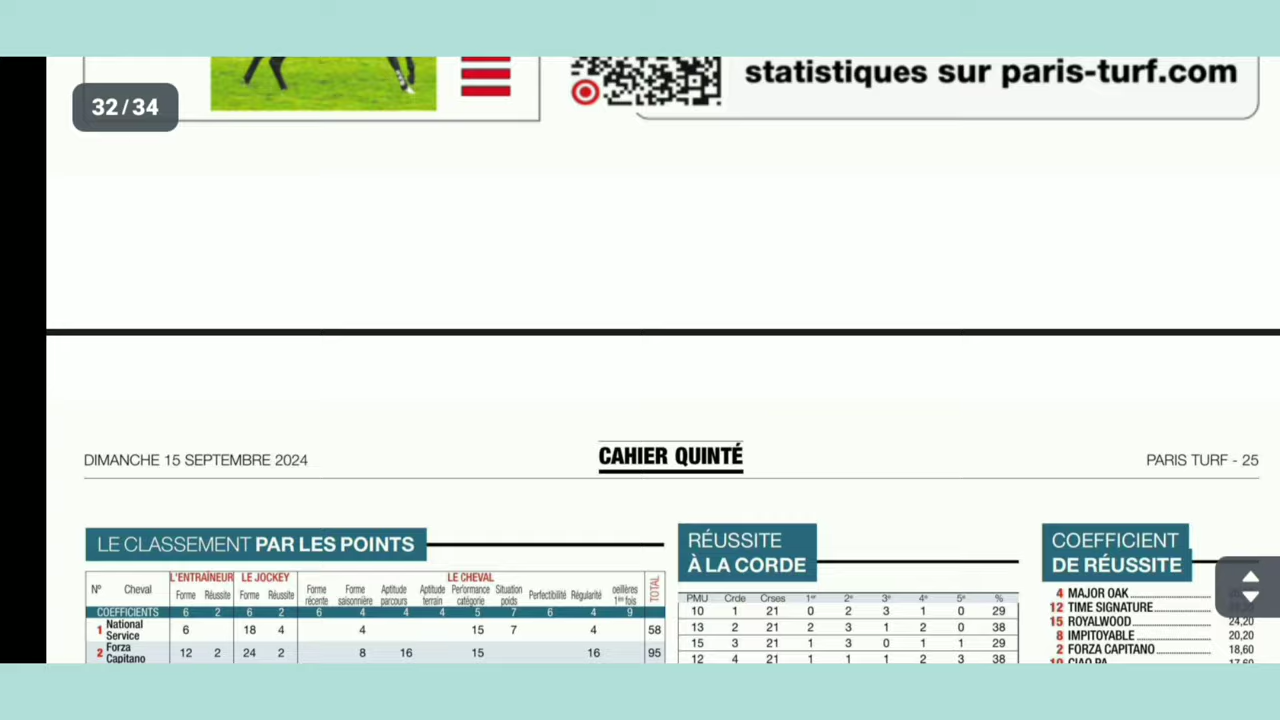 statistiques sur paris-turf.com
32/34
DIMANCHE 15 SEPTEMBRE 2024
CAHIER QUINTÉ
PARIS TURF - 25
LE CLASSEMENT PAR LES POINTS
N° Cheval L'ENTRAÎNEUR LE JOCKEY LE CHEVAL TOTAL
Forme Réussite Forme Réussite Forme récente Forme saisonnière Aptitude parcours Aptitude terrain Performance catégorie Situation poids Perfectibilité Régularité oeillères 1ère fois
COEFFICIENTS 6 2 6 2 6 4 4 4 5 7 6 4 9
1 National Service 6 18 4 4 15 7 4 58
2 Forza Capitano 12 2 24 2 8 16 15 16 95
RÉUSSITE
À LA CORDE
PMU Crde Crses 1er 2e 3e 4e 5e %
10 1 21 0 2 3 1 0 29
13 2 21 2 3 1 2 0 38
15 3 21 1 3 0 1 1 29
12 4 21 1 1 1 2 3 38
COEFFICIENT
DE RÉUSSITE
4 MAJOR OAK
12 TIME SIGNATURE
15 ROYALWOOD 24,20
8 IMPITOYABLE 20,20
2 FORZA CAPITANO 18,60
10 CIAO PA 17,60